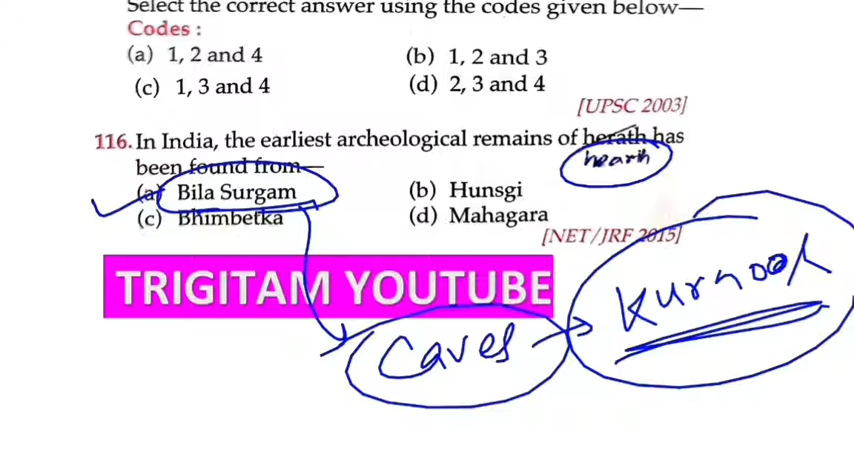 Select the correct answer using the codes given below—
Codes :
(a) 1, 2 and 4 (b) 1, 2 and 3
(c) 1, 3 and 4 (d) 2, 3 and 4
[UPSC 2003]
116. In India, the earliest archeological remains of herath has
hearth
been found from—
(a) Bila Surgam (b) Hunsgi
(c) Bhimbetka (d) Mahagara
[NET/JRF 2015]
TRIGITAM YOUTUBE
Caves → Kurnool